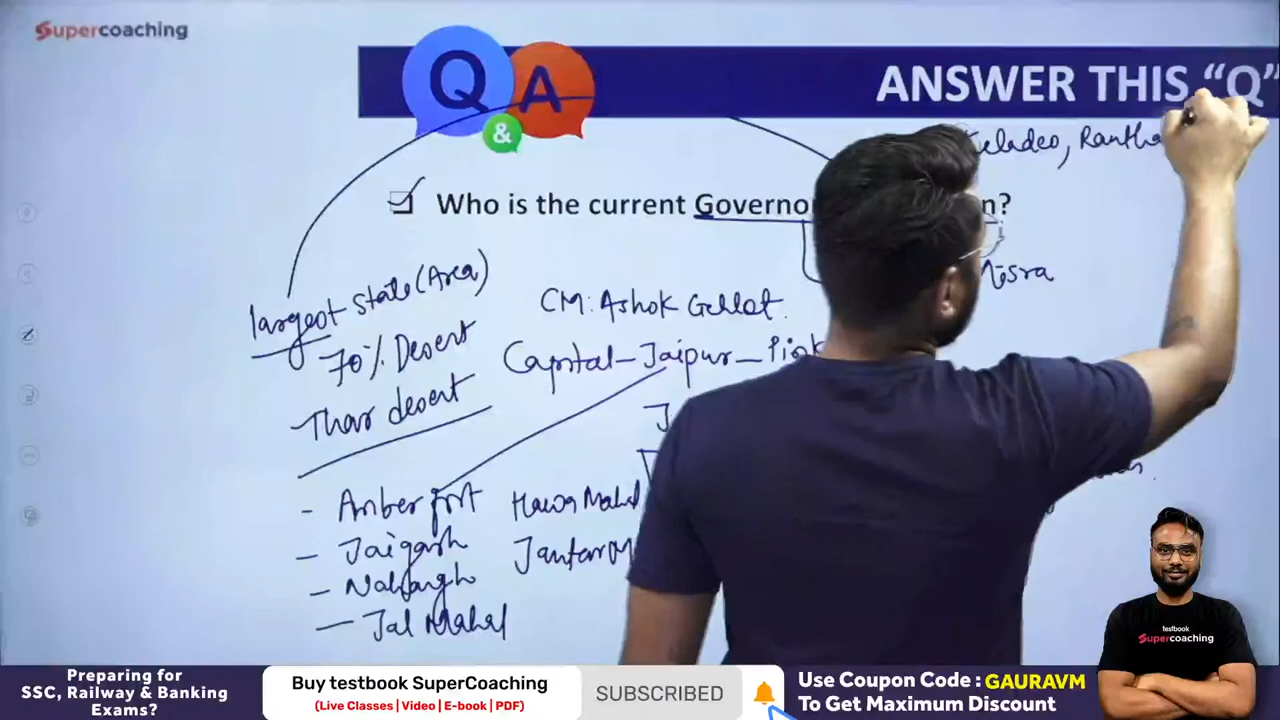 Supercoaching
Q & A
ANSWER THIS “Q”
Keladeo, Rantha
Who is the current Governo n?
Misra
largest State (Area)
70% Desert
Thar desert
CM: Ashok Gehlot.
Capital - Jaipur - Pink
J
- Amber fort
Hawa Mahal
- Jaigarh
Jantar M
- Nahargh
- Jal Mahal
testbook
Supercoaching
Preparing for
SSC, Railway & Banking
Exams?
Buy testbook SuperCoaching
(Live Classes | Video | E-book | PDF)
SUBSCRIBED
Use Coupon Code : GAURAVM
To Get Maximum Discount